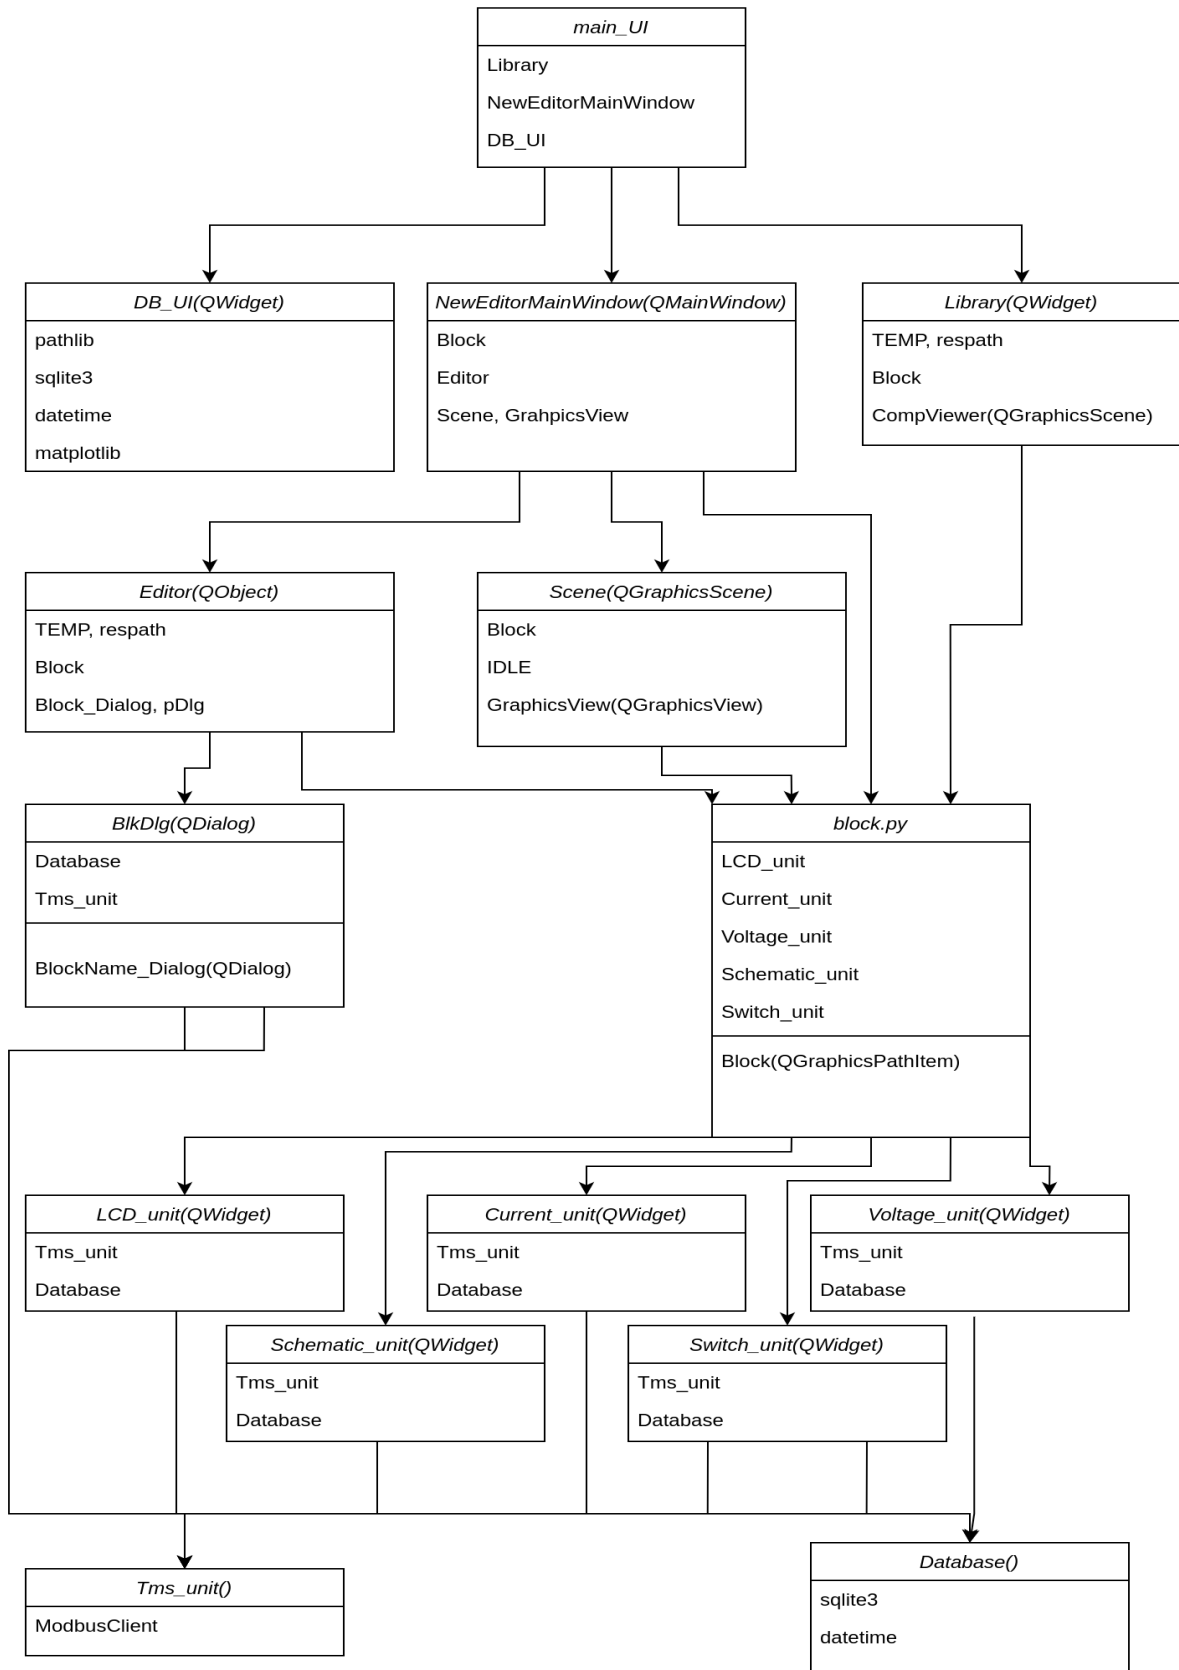 main_UI
Library
NewEditorMainWindow
DB_UI
DB_UI(QWidget)
pathlib
sqlite3
datetime
matplotlib
NewEditorMainWindow(QMainWindow)
Block
Editor
Scene, GrahpicsView
Library(QWidget)
TEMP, respath
Block
CompViewer(QGraphicsScene)
Editor(QObject)
TEMP, respath
Block
Block_Dialog, pDlg
Scene(QGraphicsScene)
Block
IDLE
GraphicsView(QGraphicsView)
BlkDlg(QDialog)
Database
Tms_unit
BlockName_Dialog(QDialog)
block.py
LCD_unit
Current_unit
Voltage_unit
Schematic_unit
Switch_unit
Block(QGraphicsPathItem)
LCD_unit(QWidget)
Tms_unit
Database
Current_unit(QWidget)
Tms_unit
Database
Voltage_unit(QWidget)
Tms_unit
Database
Schematic_unit(QWidget)
Tms_unit
Database
Switch_unit(QWidget)
Tms_unit
Database
Tms_unit()
ModbusClient
Database()
sqlite3
datetime